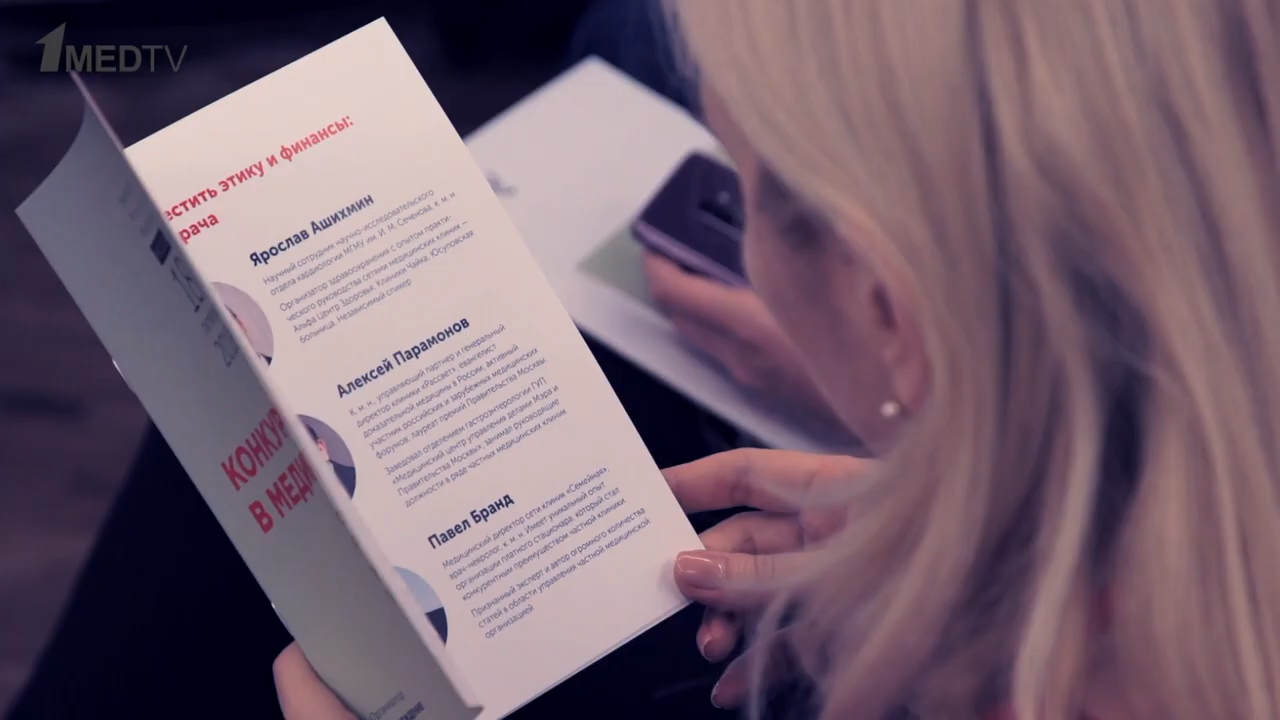 1MEDTV
естить этику и финансы:
рача
Ярослав Ашихмин
Научный сотрудник научно-исследовательского
отдела кардиологии МГМУ им. И. М. Сеченова, к. м. н
Организатор здравоохранения с опытом практи-
ческого руководства сетями медицинских клиник —
Альфа Центр Здоровья, Клиники Чайка, Юсуповская
больница. Независимый спикер
Алексей Парамонов
К. м. н., управляющий партнер и генеральный
директор клиники «Рассвет», евангелист
доказательной медицины в России, активный
участник российских и зарубежных медицинских
форумов, лауреат премий Правительства Москвы.
Заведовал отделением гастроэнтерологии ГУП
«Медицинский центр управления делами Мэра и
Правительства Москвы», занимал руководящие
должности в ряде частных медицинских клиник
Павел Бранд
Медицинский директор сети клиник «Семейная»,
врач-невролог, к. м. н. Имеет уникальный опыт
организации платного стационара, который стал
конкурентным преимуществом частной клиники
Признанный эксперт и автор огромного количества
статей в области управления частной медицинской
организацией
КОНКУР
В МЕДИ